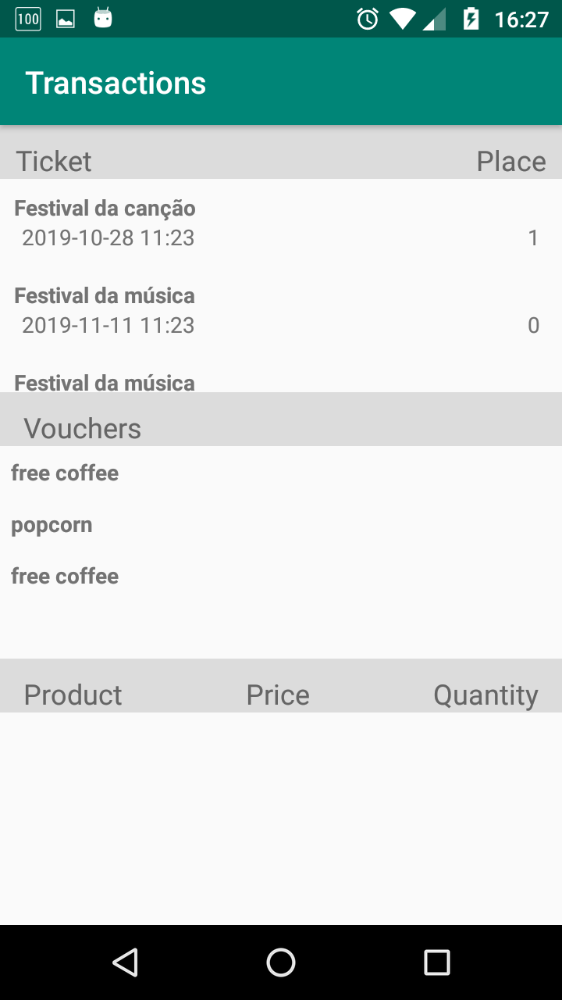 100 16:27
Transactions
Ticket Place
Festival da canção
2019-10-28 11:23 1
Festival da música
2019-11-11 11:23 0
Festival da música
Vouchers
free coffee
popcorn
free coffee
Product Price Quantity